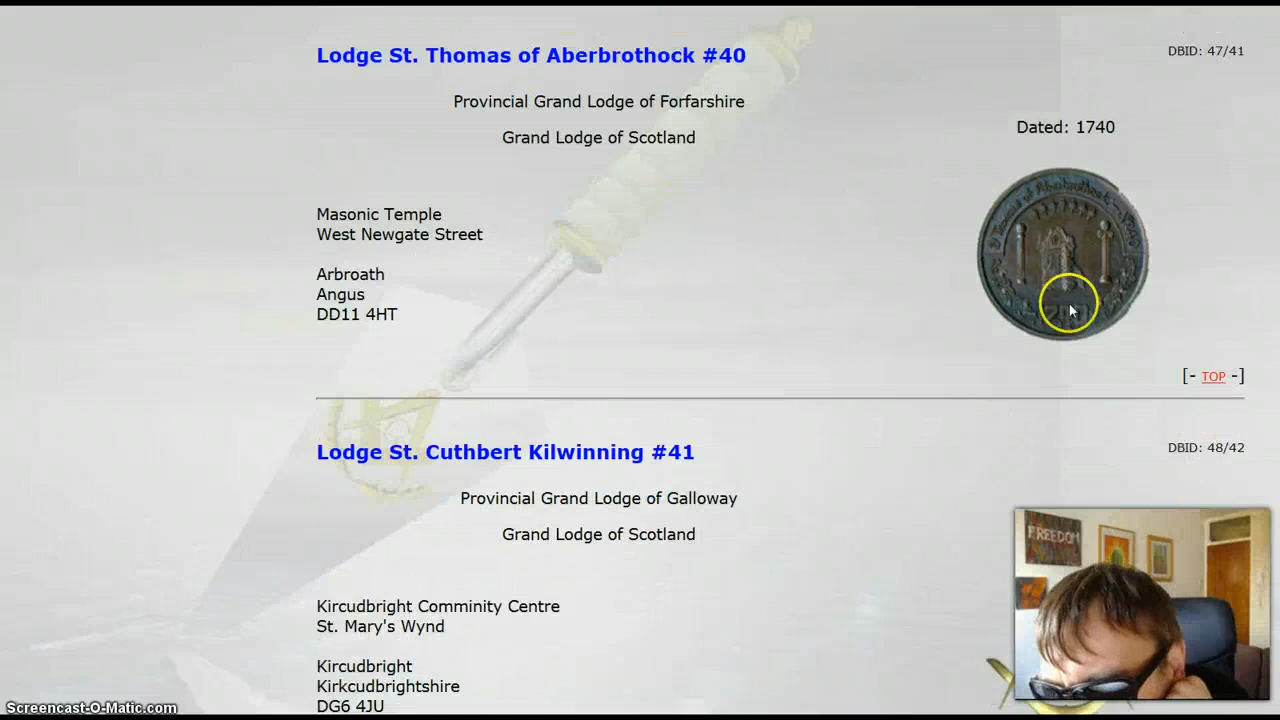 Lodge St. Thomas of Aberbrothock #40
DBID: 47/41
Provincial Grand Lodge of Forfarshire
Grand Lodge of Scotland
Dated: 1740
Masonic Temple
West Newgate Street
Arbroath
Angus
DD11 4HT
[- TOP -]
Lodge St. Cuthbert Kilwinning #41
DBID: 48/42
Provincial Grand Lodge of Galloway
Grand Lodge of Scotland
Kircudbright Comminity Centre
St. Mary's Wynd
Kircudbright
Kirkcudbrightshire
DG6 4JU
FREEDOM
Screencast-O-Matic.com